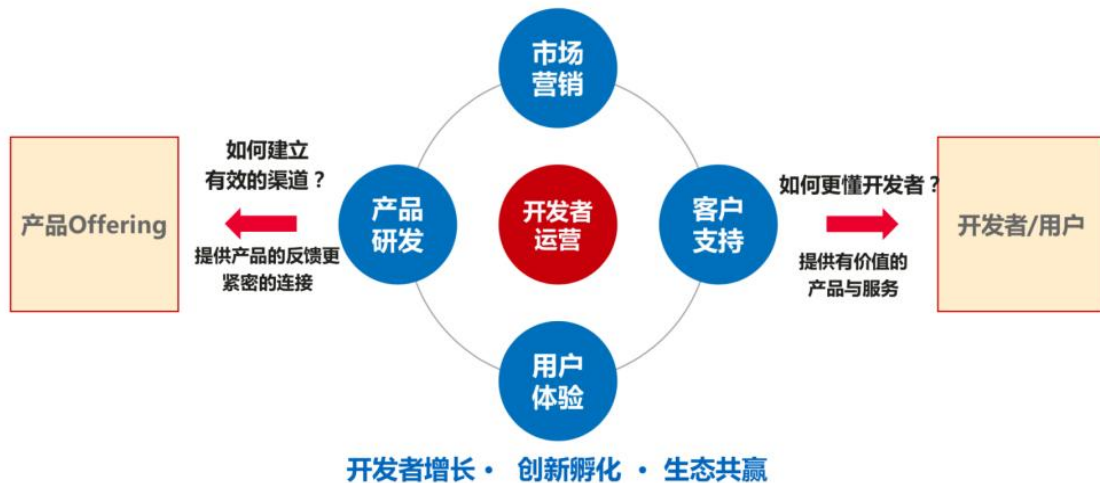 市场
营销
如何建立
有效的渠道？
产品Offering
提供产品的反馈更
紧密的连接
产品
研发
开发者
运营
客户
支持
如何更懂开发者？
提供有价值的
产品与服务
开发者/用户
用户
体验
开发者增长 • 创新孵化 • 生态共赢